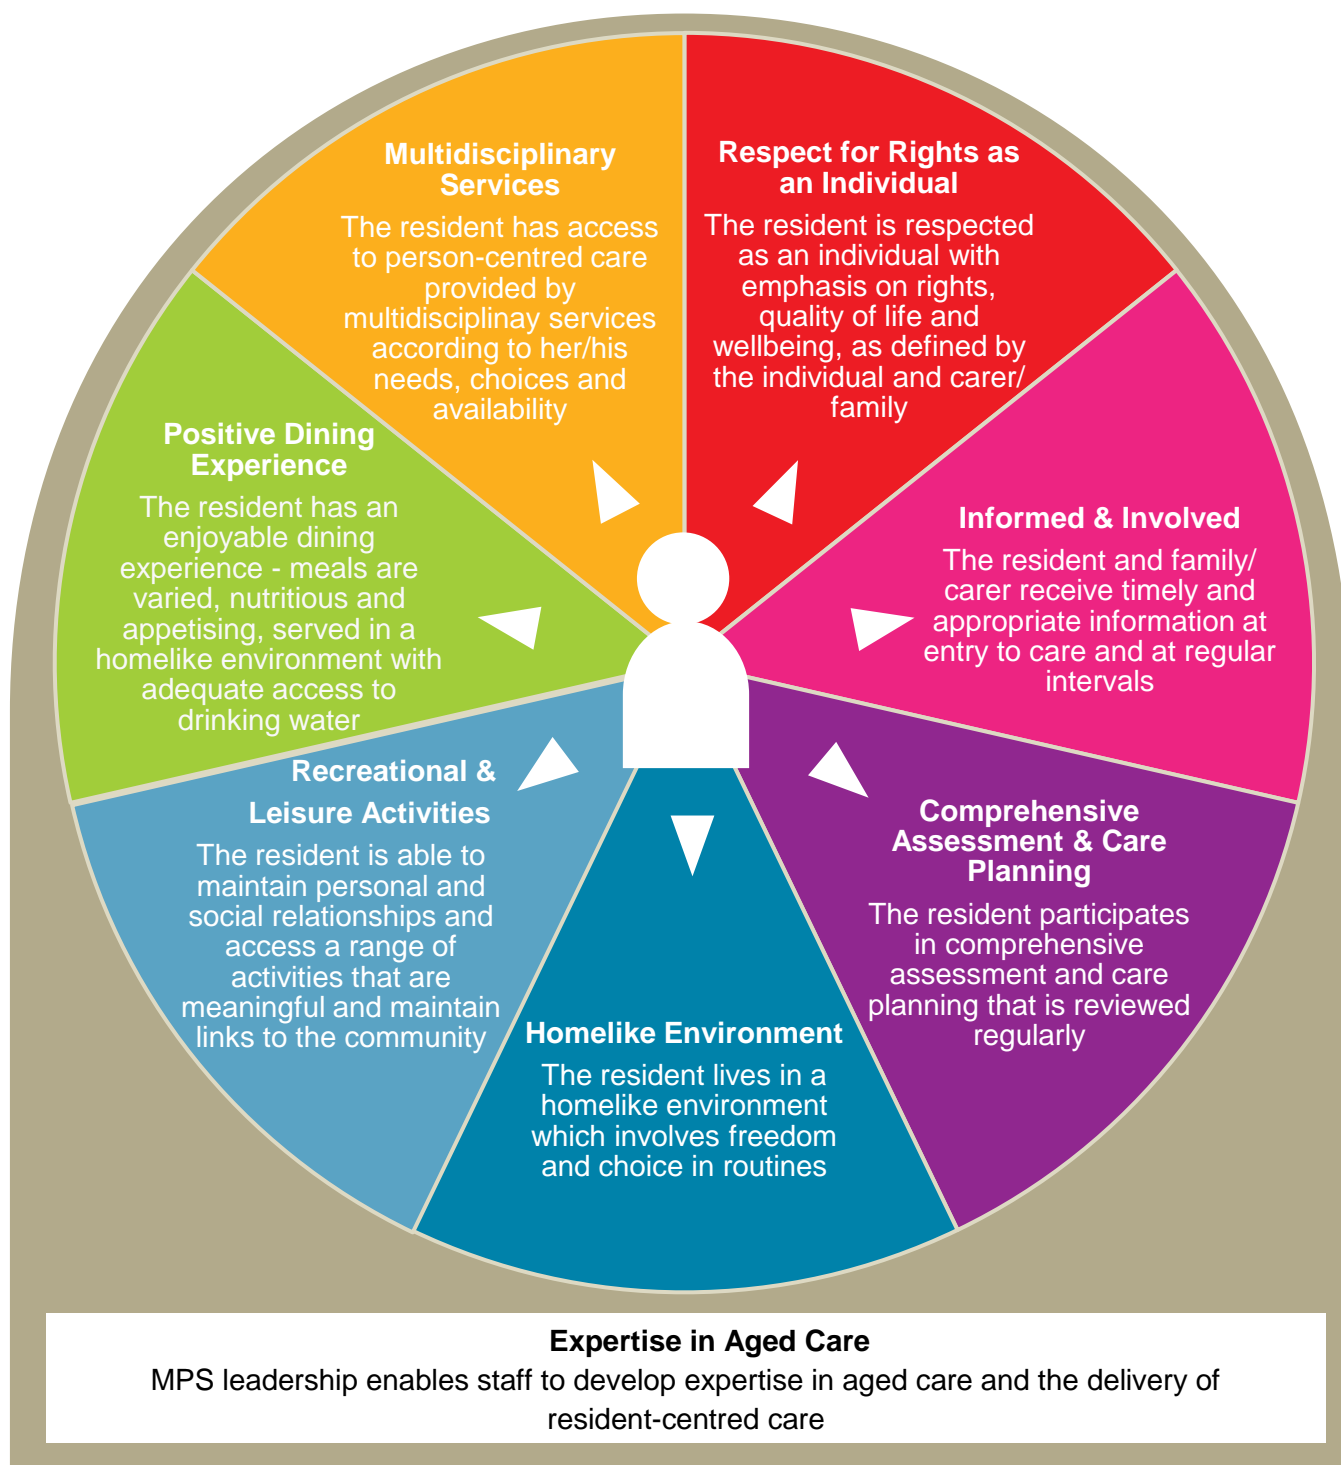 Multidisciplinary
Services
The resident has access
to person-centred care
provided by
multidisciplinay services
according to her/his
needs, choices and
availability
Respect for Rights as
an Individual
The resident is respected
as an individual with
emphasis on rights,
quality of life and
wellbeing, as defined by
the individual and carer/
family
Positive Dining
Experience
The resident has an
enjoyable dining
experience - meals are
varied, nutritious and
appetising, served in a
homelike environment with
adequate access to
drinking water
Informed & Involved
The resident and family/
carer receive timely and
appropriate information at
entry to care and at regular
intervals
Recreational &
Leisure Activities
The resident is able to
maintain personal and
social relationships and
access a range of
activities that are
meaningful and maintain
links to the community
Comprehensive
Assessment & Care
Planning
The resident participates
in comprehensive
assessment and care
planning that is reviewed
regularly
Homelike Environment
The resident lives in a
homelike environment
which involves freedom
and choice in routines
Expertise in Aged Care
MPS leadership enables staff to develop expertise in aged care and the delivery of
resident-centred care